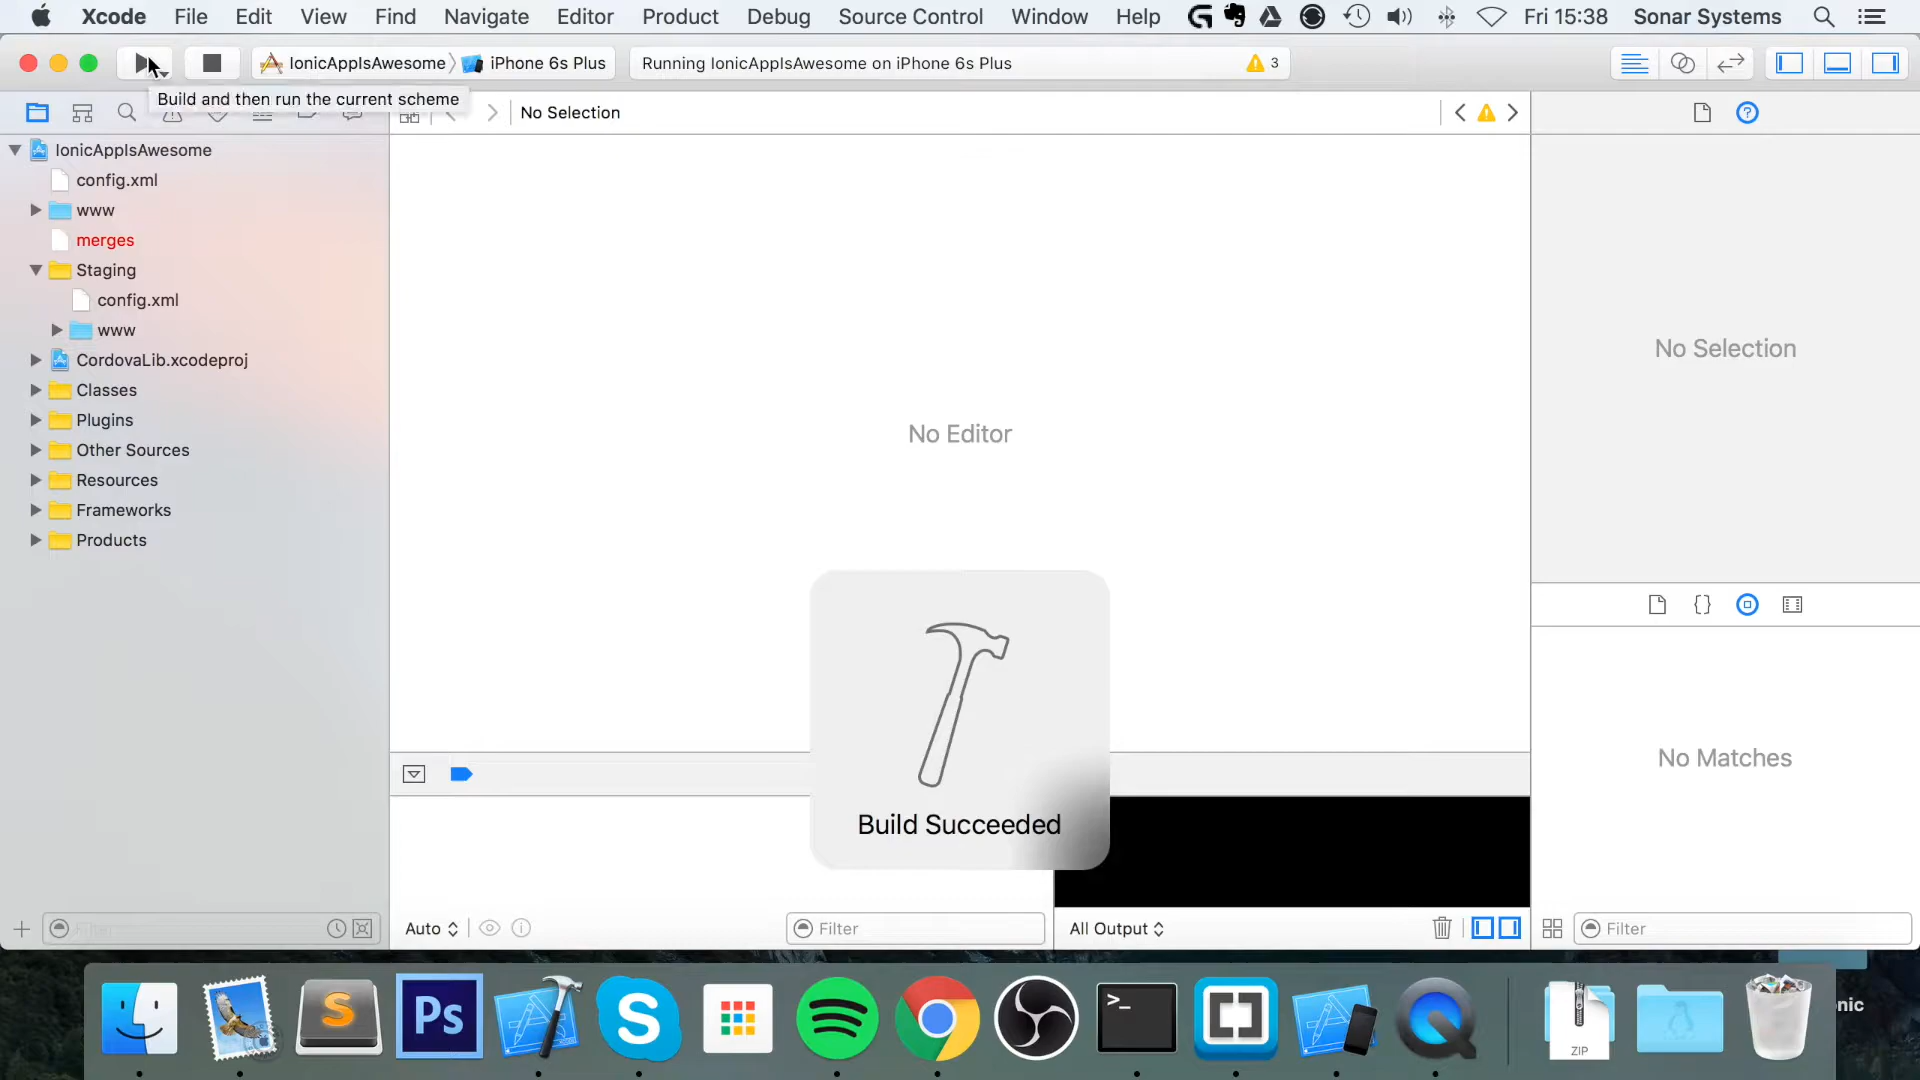 Xcode File Edit View Find Navigate Editor Product Debug Source Control Window Help Fri 15:38 Sonar Systems
IonicAppIsAwesome iPhone 6s Plus Running IonicAppIsAwesome on iPhone 6s Plus 3
Build and then run the current scheme
No Selection
IonicAppIsAwesome
config.xml
www
merges
Staging
config.xml
www
CordovaLib.xcodeproj
Classes
Plugins
Other Sources
Resources
Frameworks
Products
No Editor
No Selection
No Matches
Build Succeeded
Filter
Auto
Filter
All Output
Filter
S
Ps
S
>_
ZIP
nic